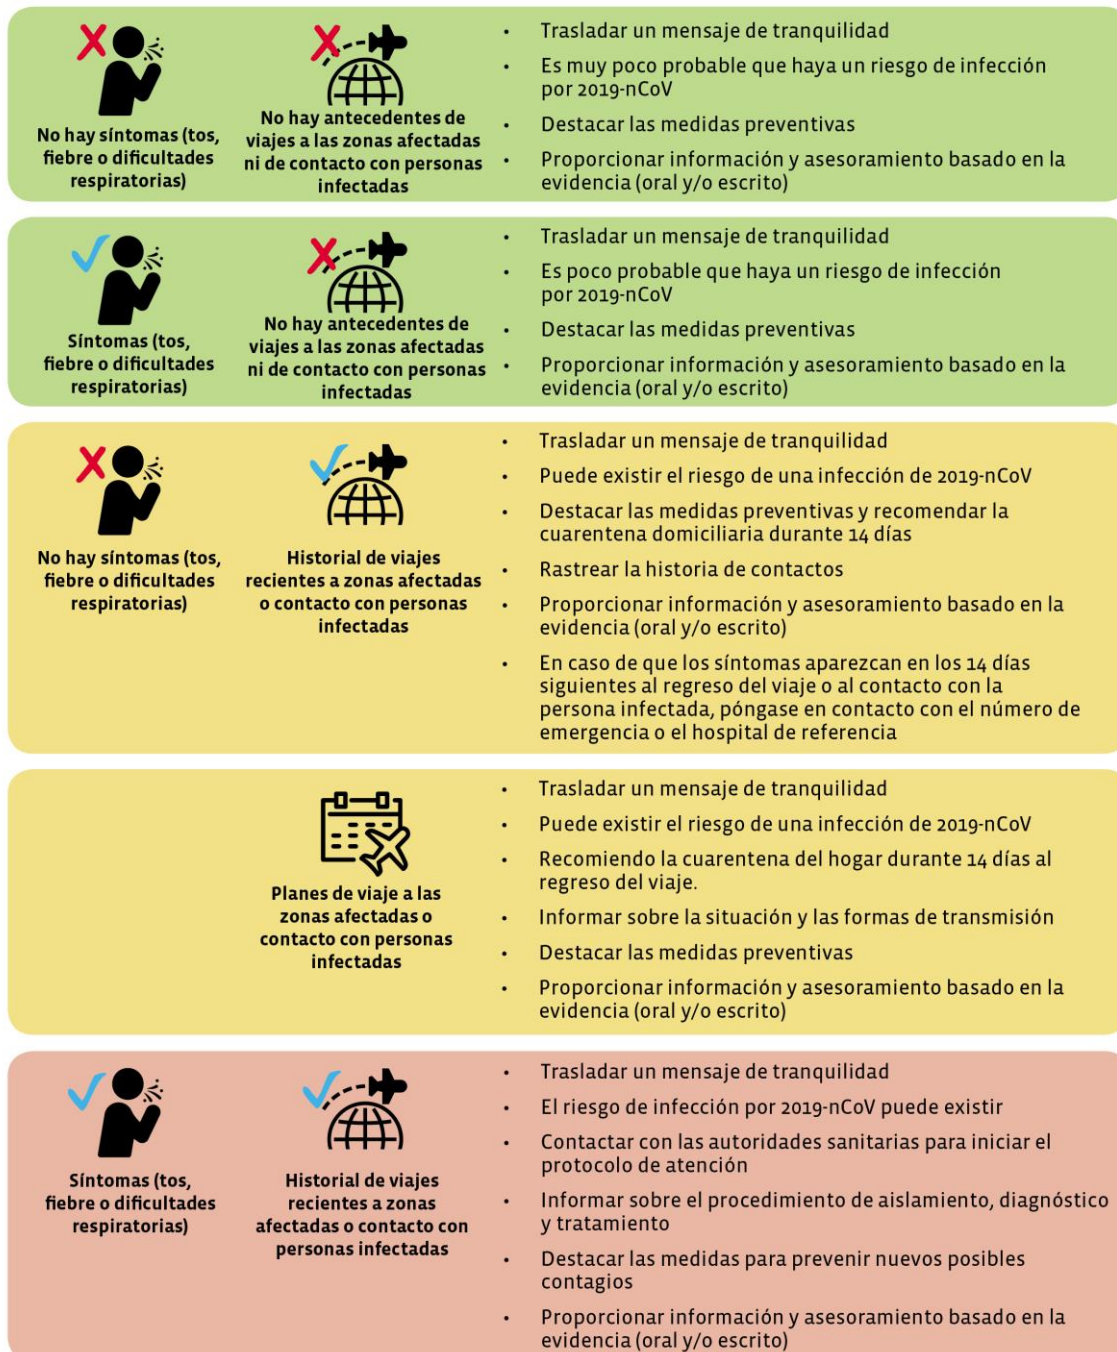 No hay síntomas (tos,
fiebre o dificultades
respiratorias)
No hay antecedentes de
viajes a las zonas afectadas
ni de contacto con personas
infectadas
• Trasladar un mensaje de tranquilidad
• Es muy poco probable que haya un riesgo de infección
por 2019-nCoV
• Destacar las medidas preventivas
• Proporcionar información y asesoramiento basado en la
evidencia (oral y/o escrito)
Síntomas (tos,
fiebre o dificultades
respiratorias)
No hay antecedentes de
viajes a las zonas afectadas
ni de contacto con personas
infectadas
• Trasladar un mensaje de tranquilidad
• Es poco probable que haya un riesgo de infección
por 2019-nCoV
• Destacar las medidas preventivas
• Proporcionar información y asesoramiento basado en la
evidencia (oral y/o escrito)
No hay síntomas (tos,
fiebre o dificultades
respiratorias)
Historial de viajes
recientes a zonas afectadas
o contacto con personas
infectadas
• Trasladar un mensaje de tranquilidad
• Puede existir el riesgo de una infección de 2019-nCoV
• Destacar las medidas preventivas y recomendar la
cuarentena domiciliaria durante 14 días
• Rastrear la historia de contactos
• Proporcionar información y asesoramiento basado en la
evidencia (oral y/o escrito)
• En caso de que los síntomas aparezcan en los 14 días
siguientes al regreso del viaje o al contacto con la
persona infectada, póngase en contacto con el número de
emergencia o el hospital de referencia
Planes de viaje a las
zonas afectadas o
contacto con personas
infectadas
• Trasladar un mensaje de tranquilidad
• Puede existir el riesgo de una infección de 2019-nCoV
• Recomiendo la cuarentena del hogar durante 14 días al
regreso del viaje.
• Informar sobre la situación y las formas de transmisión
• Destacar las medidas preventivas
• Proporcionar información y asesoramiento basado en la
evidencia (oral y/o escrito)
Síntomas (tos,
fiebre o dificultades
respiratorias)
Historial de viajes
recientes a zonas
afectadas o contacto con
personas infectadas
• Trasladar un mensaje de tranquilidad
• El riesgo de infección por 2019-nCoV puede existir
• Contactar con las autoridades sanitarias para iniciar el
protocolo de atención
• Informar sobre el procedimiento de aislamiento, diagnóstico
y tratamiento
• Destacar las medidas para prevenir nuevos posibles
contagios
• Proporcionar información y asesoramiento basado en la
evidencia (oral y/o escrito)